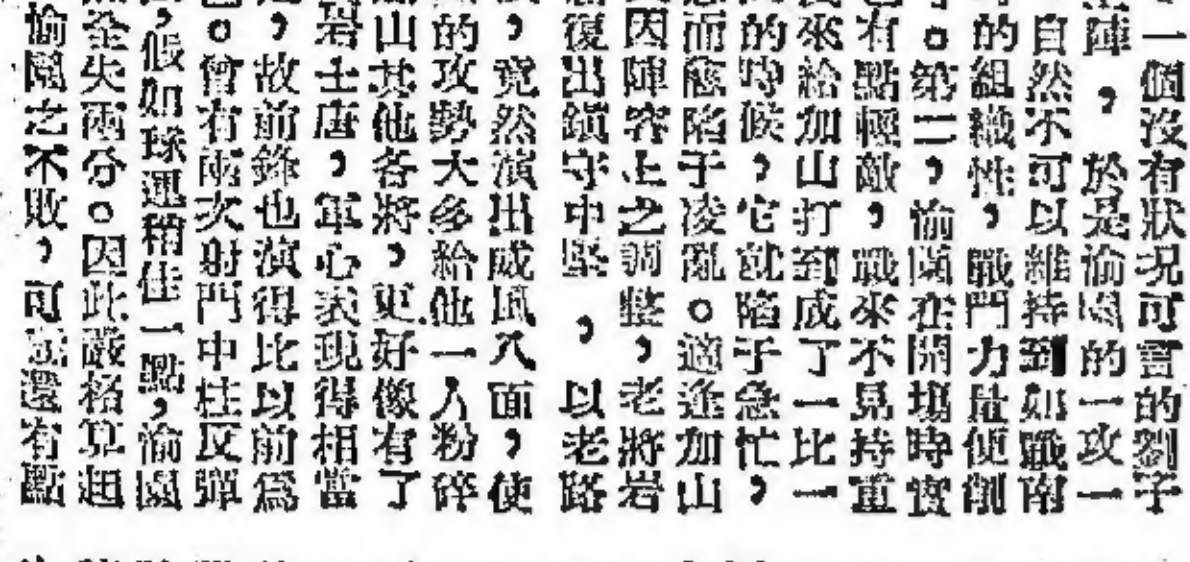 一個沒有狀況可言的劉子
陣，於是愉園的一攻一
自然不可以維持到如戰南
的組織性，戰鬥力量便削
。第二，愉園在開場時實
有點輕敵，戰來不見持重
來給加山打到成了一比一
的時候，它就陷于急忙，
而應陷于凌亂。適逢加山
因陣容上之調整，老將岩
復出鎮守中堅，以老路
，竟然演出威風八面，使
的攻勢大多給他一人粉碎
山其他各將，更好像有了
岩士唐，軍心表現得相當
，故前鋒也演得比以前爲
。曾有兩次射門中柱反彈
，假如球運稍佳一點，愉園
全失兩分。因此嚴格算起
愉園之不敗，可說還有點